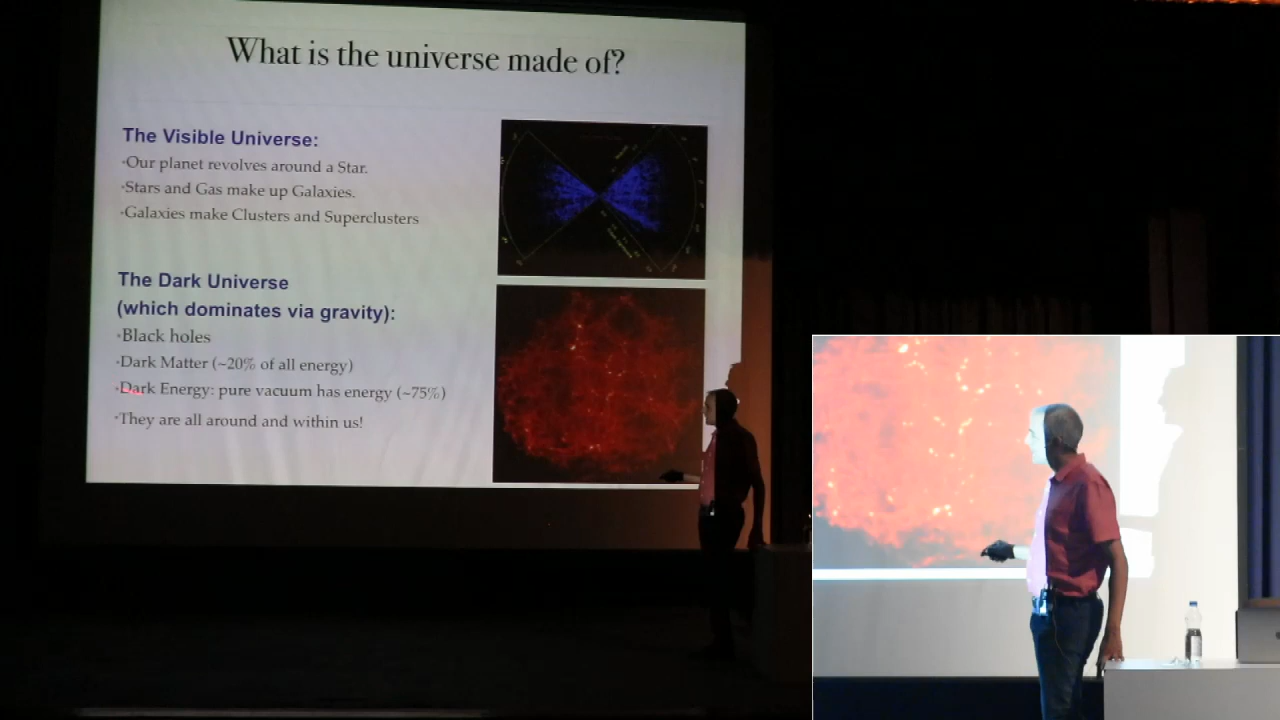 What is the universe made of?
The Visible Universe:
·Our planet revolves around a Star.
·Stars and Gas make up Galaxies.
·Galaxies make Clusters and Superclusters
The Dark Universe
(which dominates via gravity):
·Black holes
·Dark Matter (~20% of all energy)
·Dark Energy: pure vacuum has energy (~75%)
·They are all around and within us!